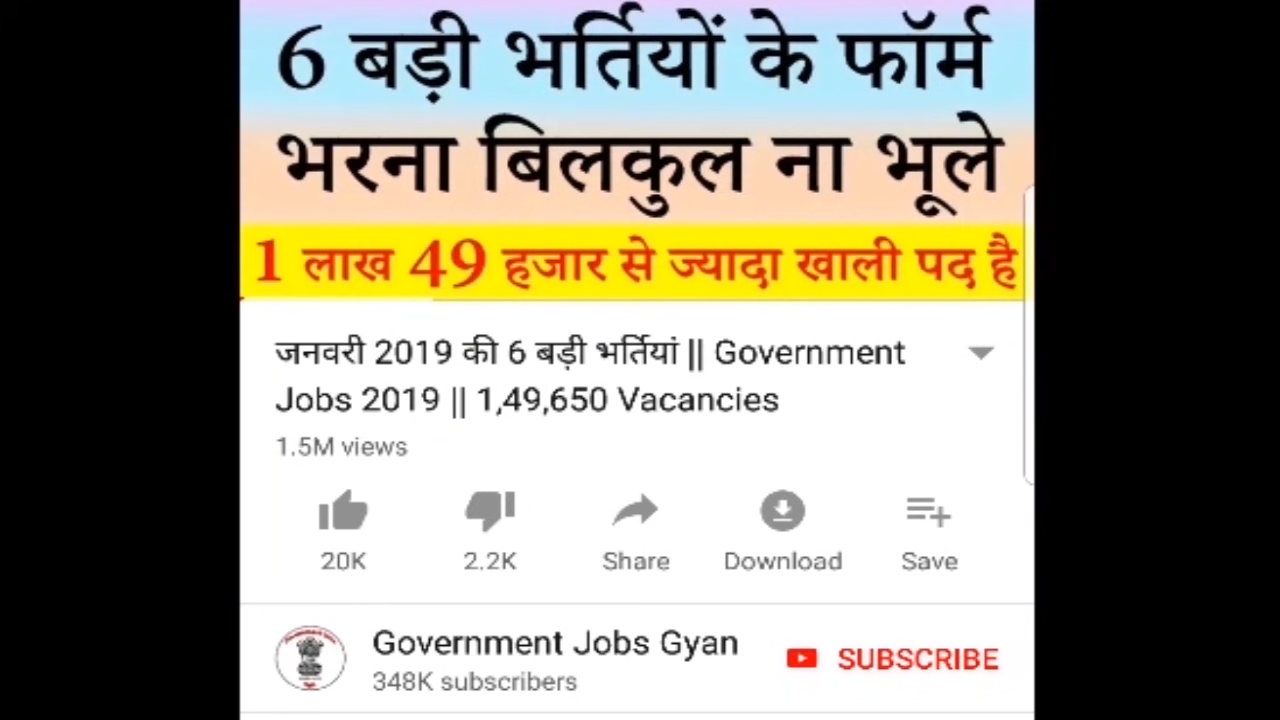 6 बड़ी भर्तियों के फॉर्म
भरना बिलकुल ना भूले
1 लाख 49 हजार से ज्यादा खाली पद है
जनवरी 2019 की 6 बड़ी भर्तियां || Government
Jobs 2019 || 1,49,650 Vacancies
1.5M views
20K 2.2K Share Download Save
Government Jobs Gyan
SUBSCRIBE
348K subscribers